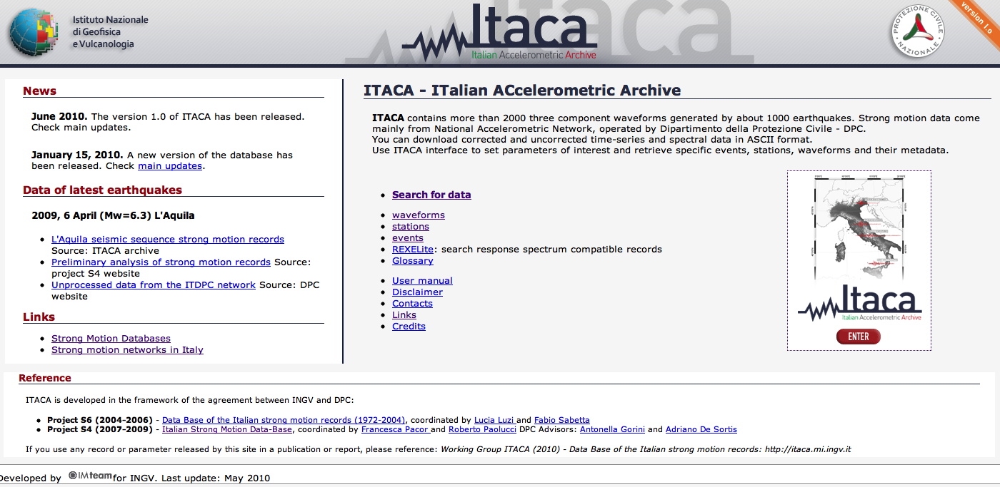 Istituto Nazionale
di Geofisica
e Vulcanologia
Itaca
Italian Accelerometric Archive
PROTEZIONE CIVILE
NAZIONALE
version 1.0
News
June 2010. The version 1.0 of ITACA has been released.
Check main updates.
January 15, 2010. A new version of the database has
been released. Check main updates.
Data of latest earthquakes
2009, 6 April (Mw=6.3) L'Aquila
L'Aquila seismic sequence strong motion records
Source: ITACA archive
Preliminary analysis of strong motion records Source:
project S4 website
Unprocessed data from the ITDPC network Source: DPC
website
Links
Strong Motion Databases
Strong motion networks in Italy
ITACA - ITalian ACcelerometric Archive
ITACA contains more than 2000 three component waveforms generated by about 1000 earthquakes. Strong motion data come
mainly from National Accelerometric Network, operated by Dipartimento della Protezione Civile - DPC.
You can download corrected and uncorrected time-series and spectral data in ASCII format.
Use ITACA interface to set parameters of interest and retrieve specific events, stations, waveforms and their metadata.
Search for data
waveforms
stations
events
REXELite: search response spectrum compatible records
Glossary
User manual
Disclaimer
Contacts
Links
Credits
Itaca
Italian Accelerometric Archive
ENTER
Reference
ITACA is developed in the framework of the agreement between INGV and DPC:
Project S6 (2004-2006) - Data Base of the Italian strong motion records (1972-2004), coordinated by Lucia Luzi and Fabio Sabetta
Project S4 (2007-2009) - Italian Strong Motion Data-Base, coordinated by Francesca Pacor and Roberto Paolucci DPC Advisors: Antonella Gorini and Adriano De Sortis
If you use any record or parameter released by this site in a publication or report, please reference: Working Group ITACA (2010) - Data Base of the Italian strong motion records: http://itaca.mi.ingv.it
Developed by IMteam for INGV. Last update: May 2010